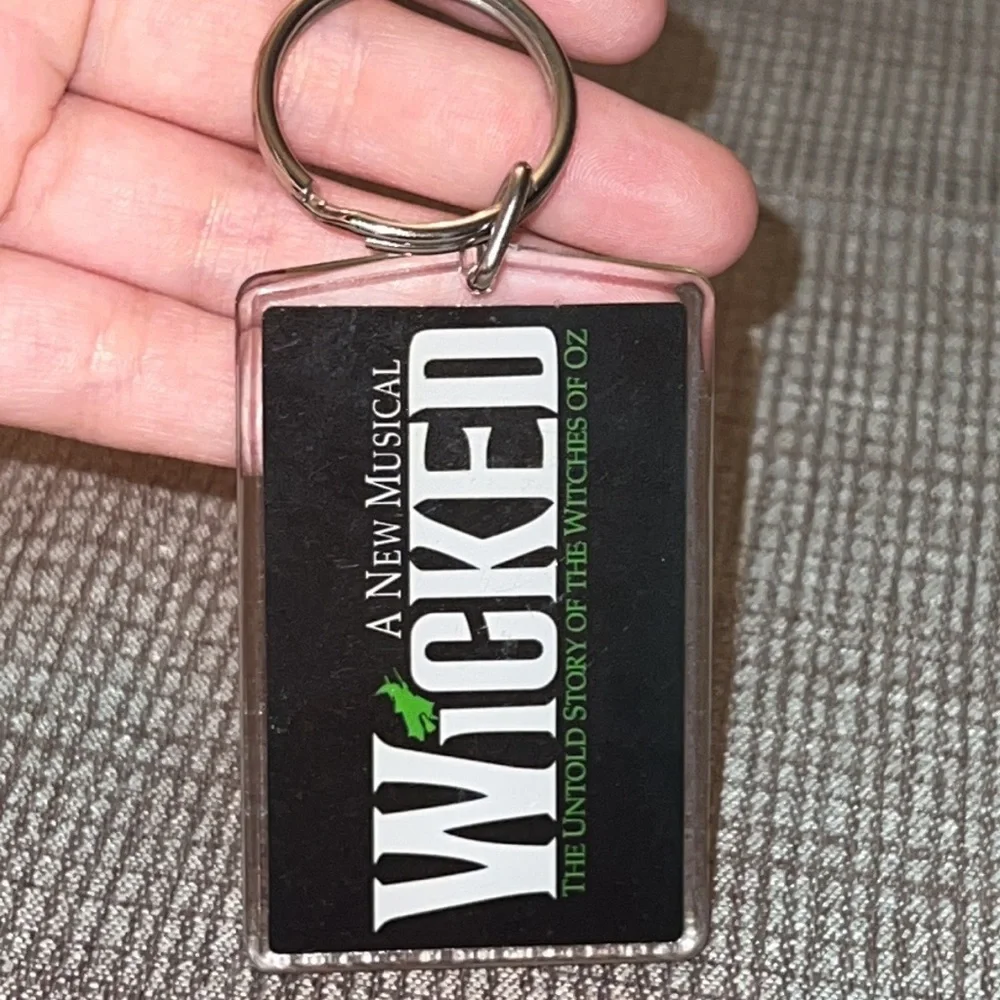 A NEW MUSICAL
WiCKED
THE UNTOLD STORY OF THE WITCHES OF OZ